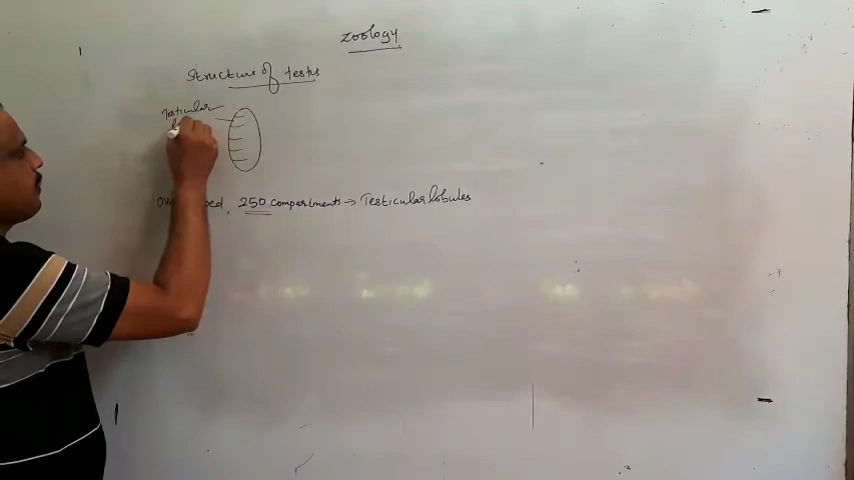 Zoology
Structure of testis
Testicular
250 compartments → Testicular lobules